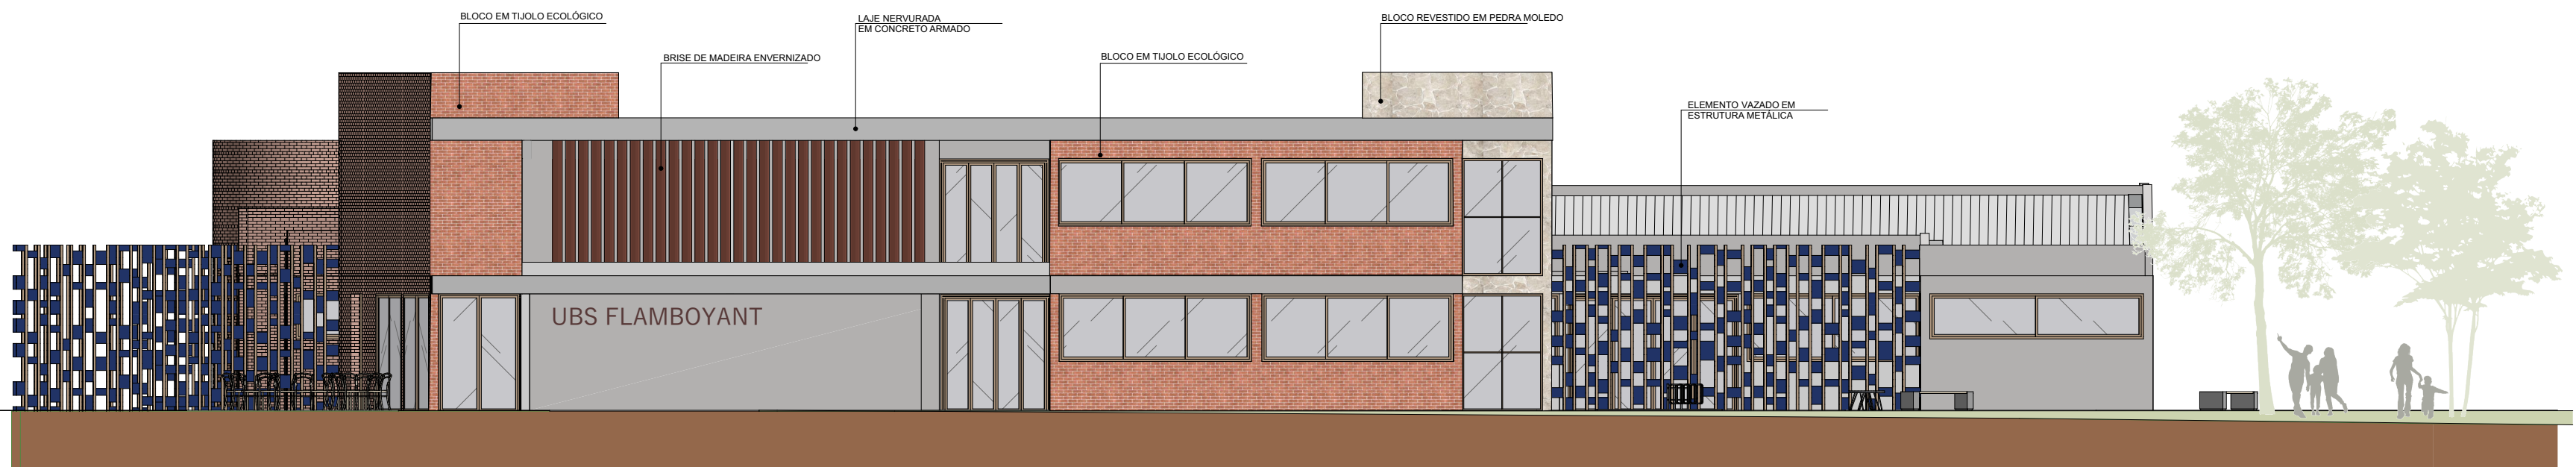 BLOCO EM TIJOLO ECOLÓGICO
LAJE NERVURADA
EM CONCRETO ARMADO
BLOCO REVESTIDO EM PEDRA MOLEDO
BRISE DE MADEIRA ENVERNIZADO
BLOCO EM TIJOLO ECOLÓGICO
ELEMENTO VAZADO EM
ESTRUTURA METÁLICA
UBS FLAMBOYANT